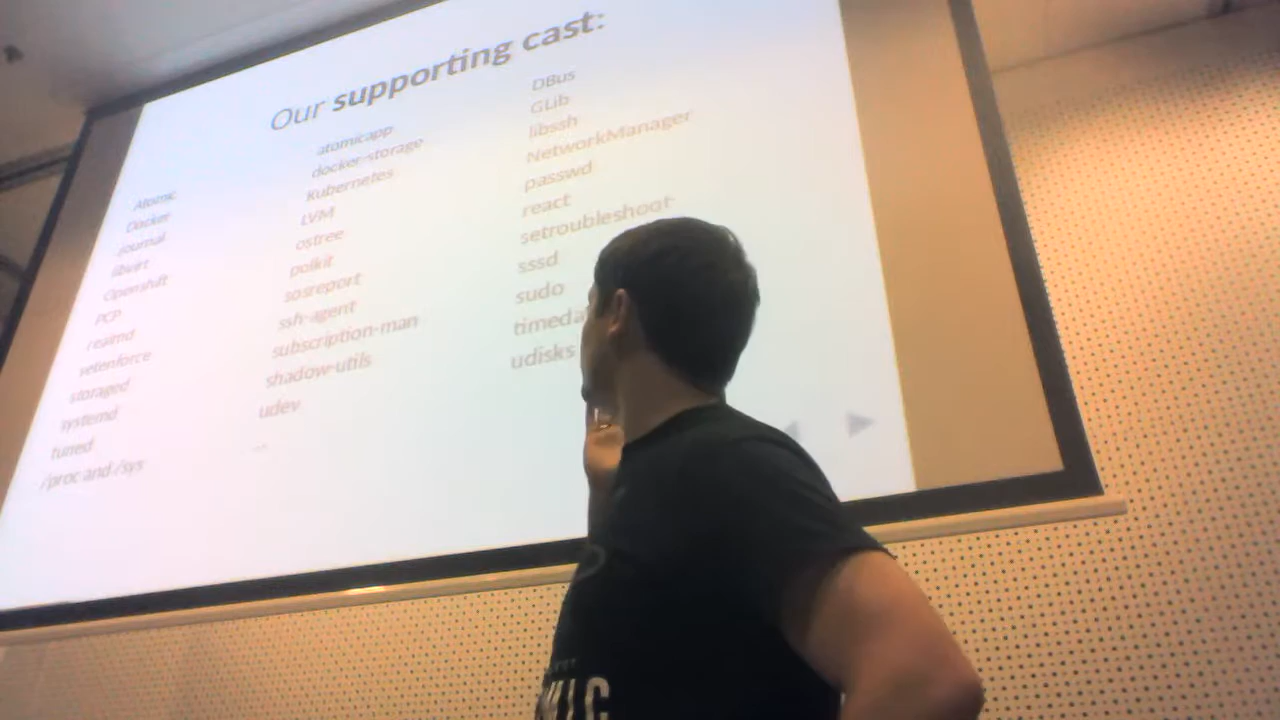 Our supporting cast:
Atomic
Docker
journal
libvirt
Openshift
PCP
realmd
setenforce
storaged
systemd
tuned
/proc and /sys
atomicapp
docker-storage
Kubernetes
LVM
ostree
polkit
sosreport
ssh-agent
subscription-man
shadow-utils
udev
...
DBus
GLib
libssh
NetworkManager
passwd
react
setroubleshoot
sssd
sudo
timeda
udisks